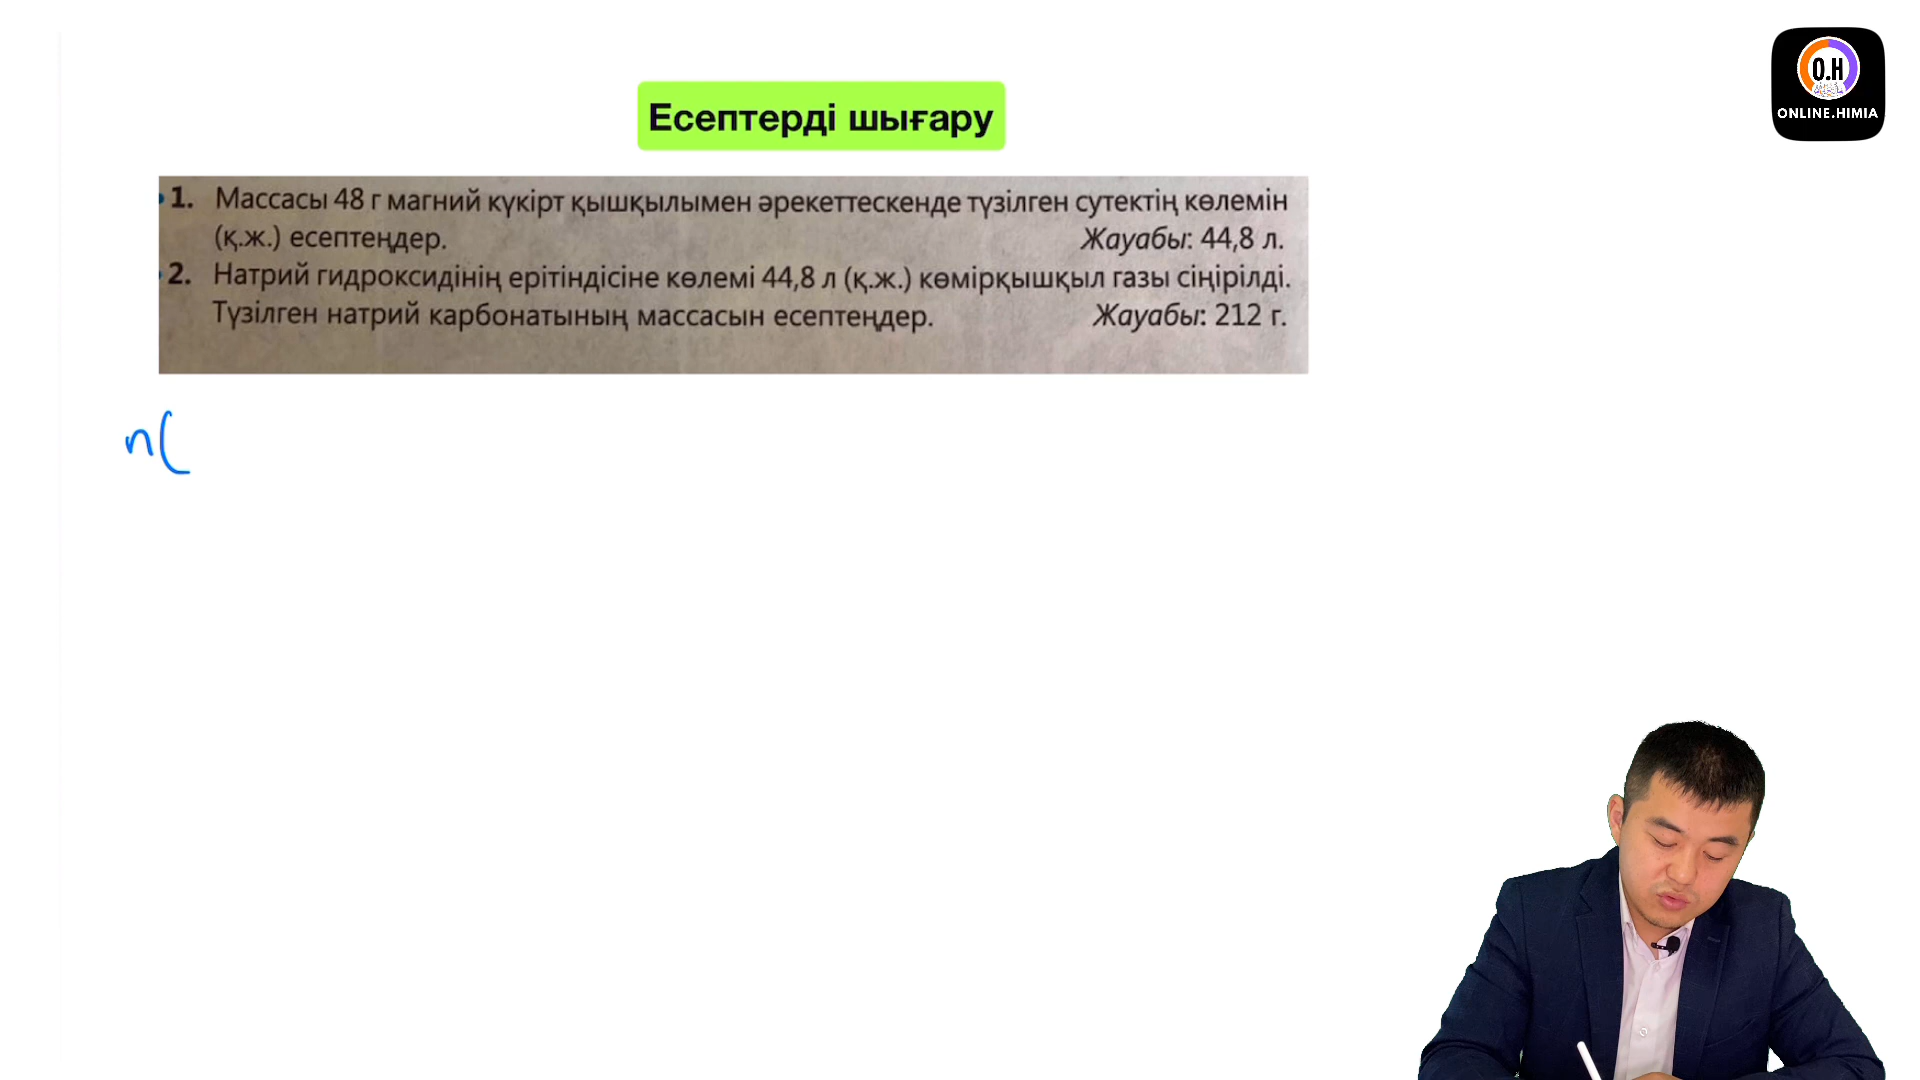 Есептерді шығару
O.H
ONLINE.HIMIA
1. Массасы 48 г магний күкірт қышқылымен әрекеттескенде түзілген сутектің көлемін
(қ.ж.) есептеңдер. Жауабы: 44,8 л.
2. Натрий гидроксидінің ерітіндісіне көлемі 44,8 л (қ.ж.) көмірқышқыл газы сіңірілді.
Түзілген натрий карбонатының массасын есептеңдер. Жауабы: 212 г.
n(